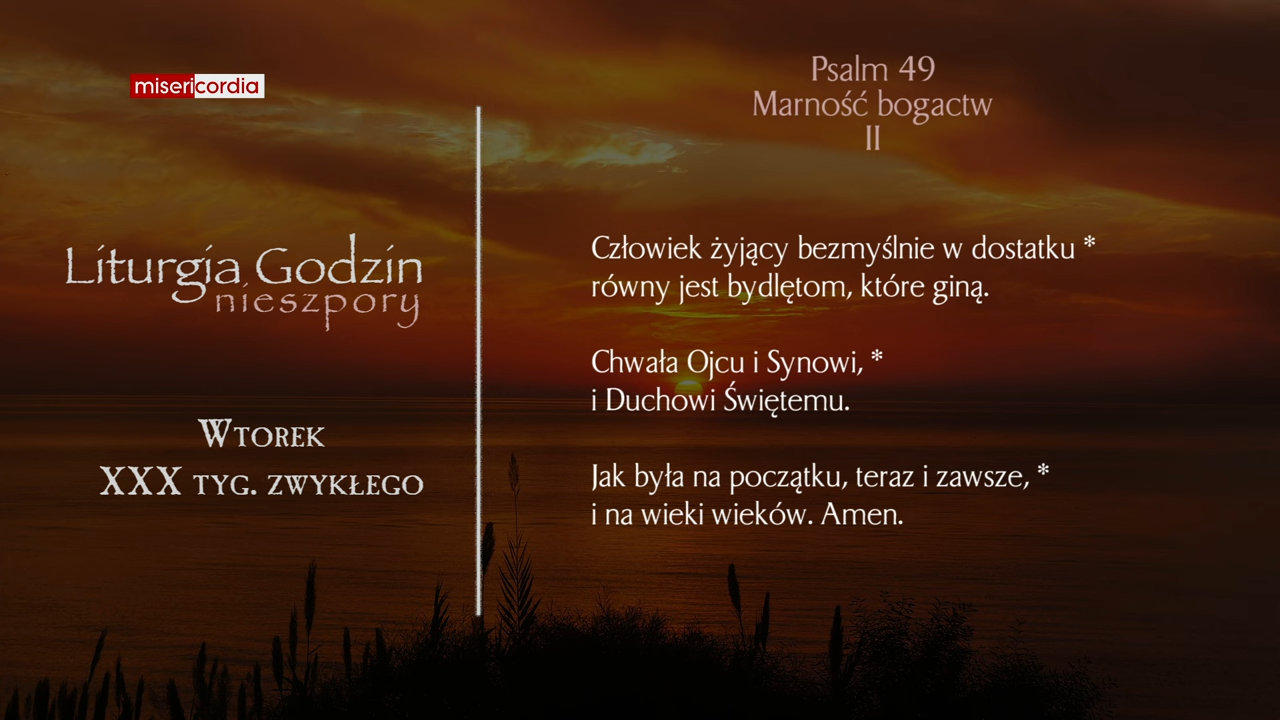 misericordia
Liturgia Godzin
nieszpory
Wtorek
XXX tyg. zwykłego
Psalm 49
Marność bogactw
II
Człowiek żyjący bezmyślnie w dostatku *
równy jest bydlętom, które giną.
Chwała Ojcu i Synowi, *
i Duchowi Świętemu.
Jak była na początku, teraz i zawsze, *
i na wieki wieków. Amen.